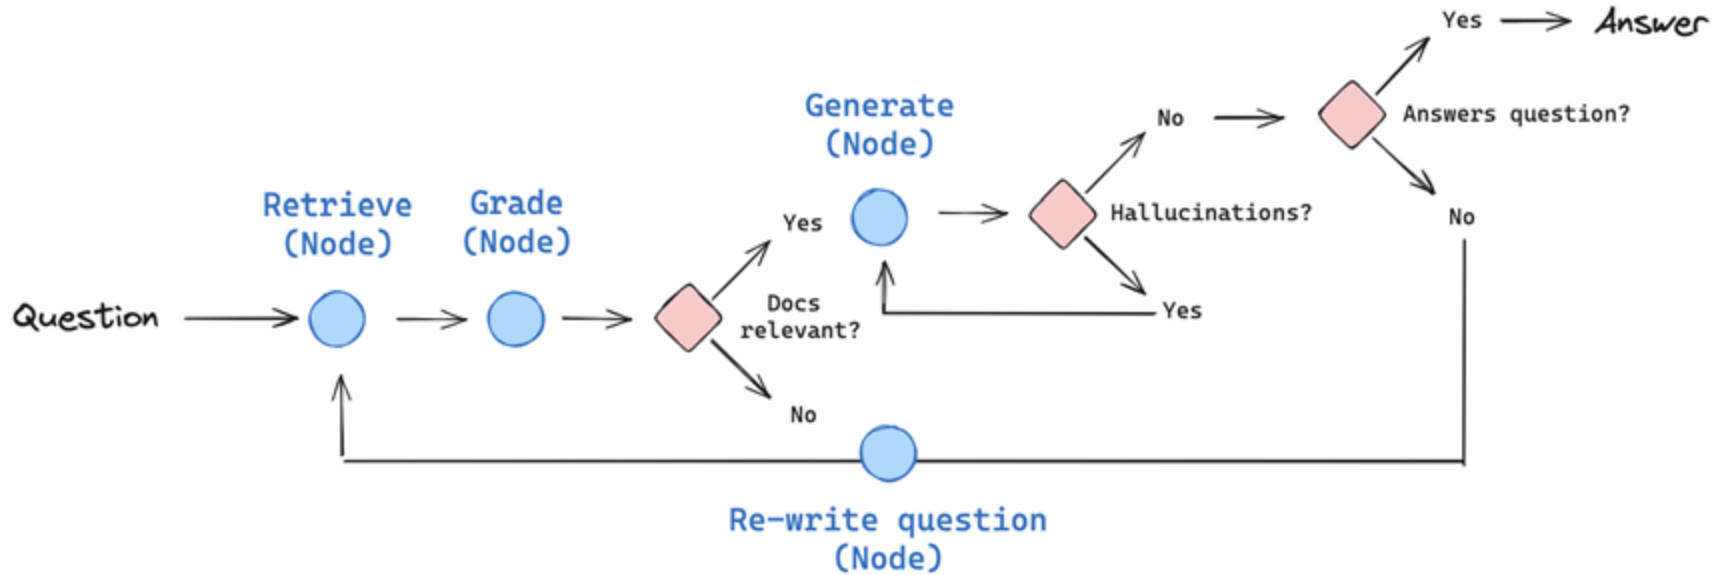 Yes
Answer
Generate
(Node)
No
Answers question?
Retrieve
(Node)
Grade
(Node)
Yes
Hallucinations?
No
Question
Docs
relevant?
Yes
No
Re-write question
(Node)